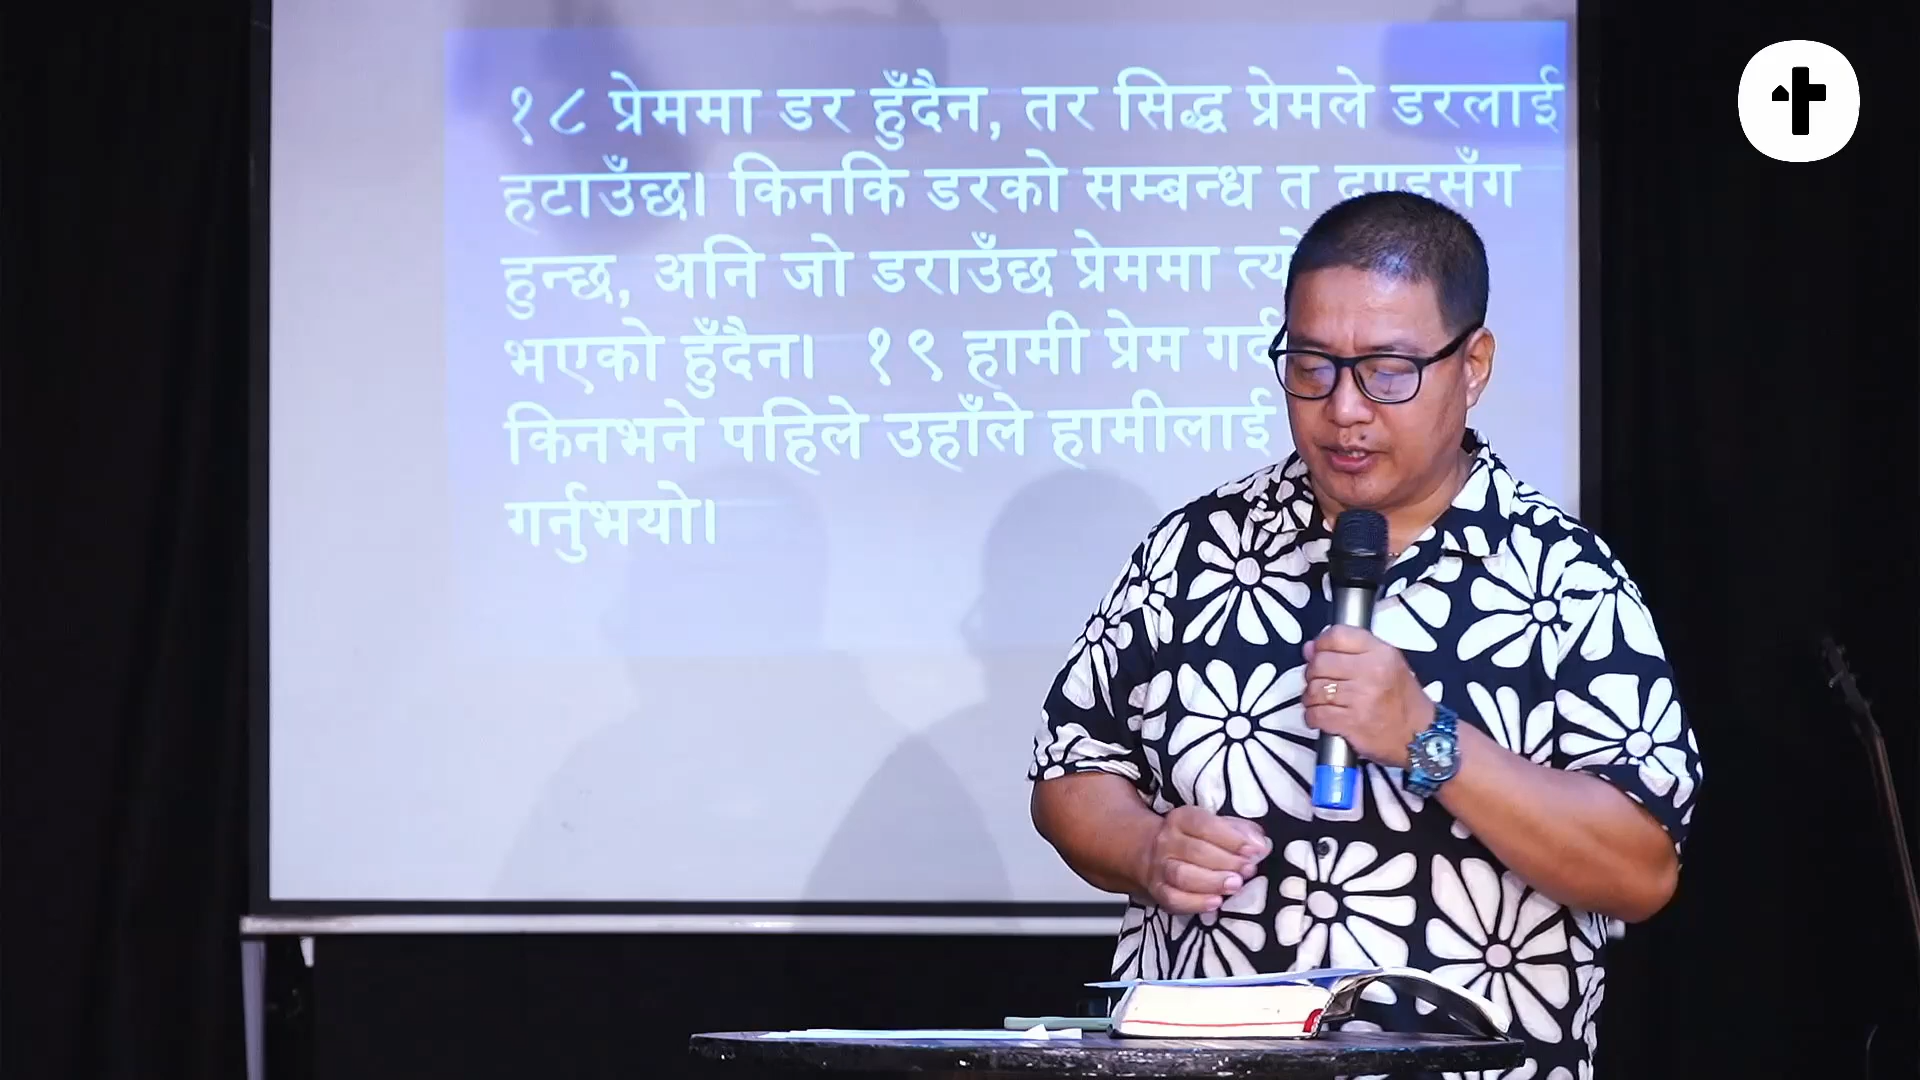 १८ प्रेममा डर हुँदैन, तर सिद्ध प्रेमले डरलाई
हटाउँछ। किनकि डरको सम्बन्ध त
हुन्छ, अनि जो डराउँछ प्रेममा
भएको हुँदैन। १९ हामी प्रेम
किनभने पहिले उहाँले हामीलाई
गर्नुभयो।